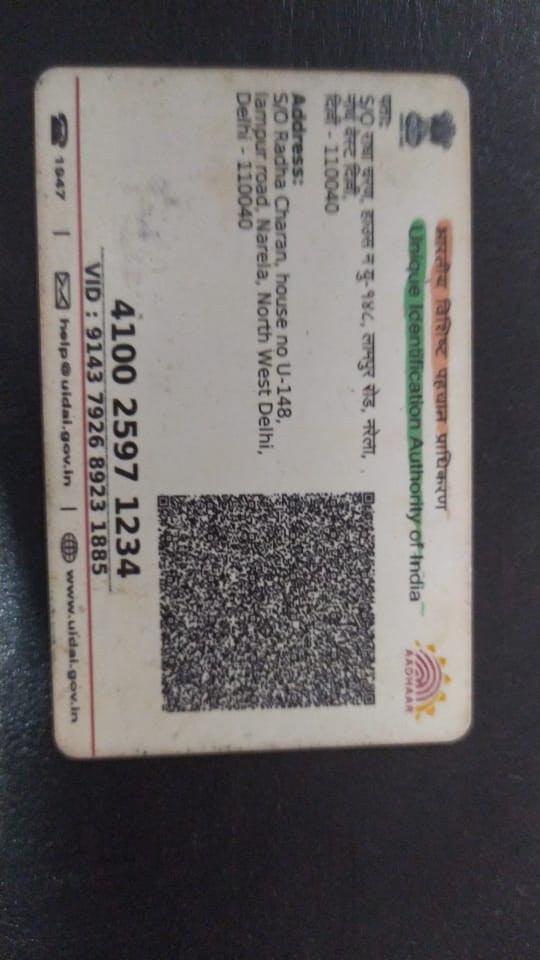 भारतीय विशिष्ट पहचान प्राधिकरण
Unique Identification Authority of India
AADHAAR
पता:
S/O राधा चरण, हाउस न यु-१४८, लामपुर रोड, नरेला,
नार्थ वेस्ट दिल्ली,
दिल्ली - 110040
Address:
S/O Radha Charan, house no U-148,
lampur road, Narela, North West Delhi,
Delhi - 110040
4100 2597 1234
VID : 9143 7926 8923 1885
1947 | help@uidai.gov.in | www.uidai.gov.in